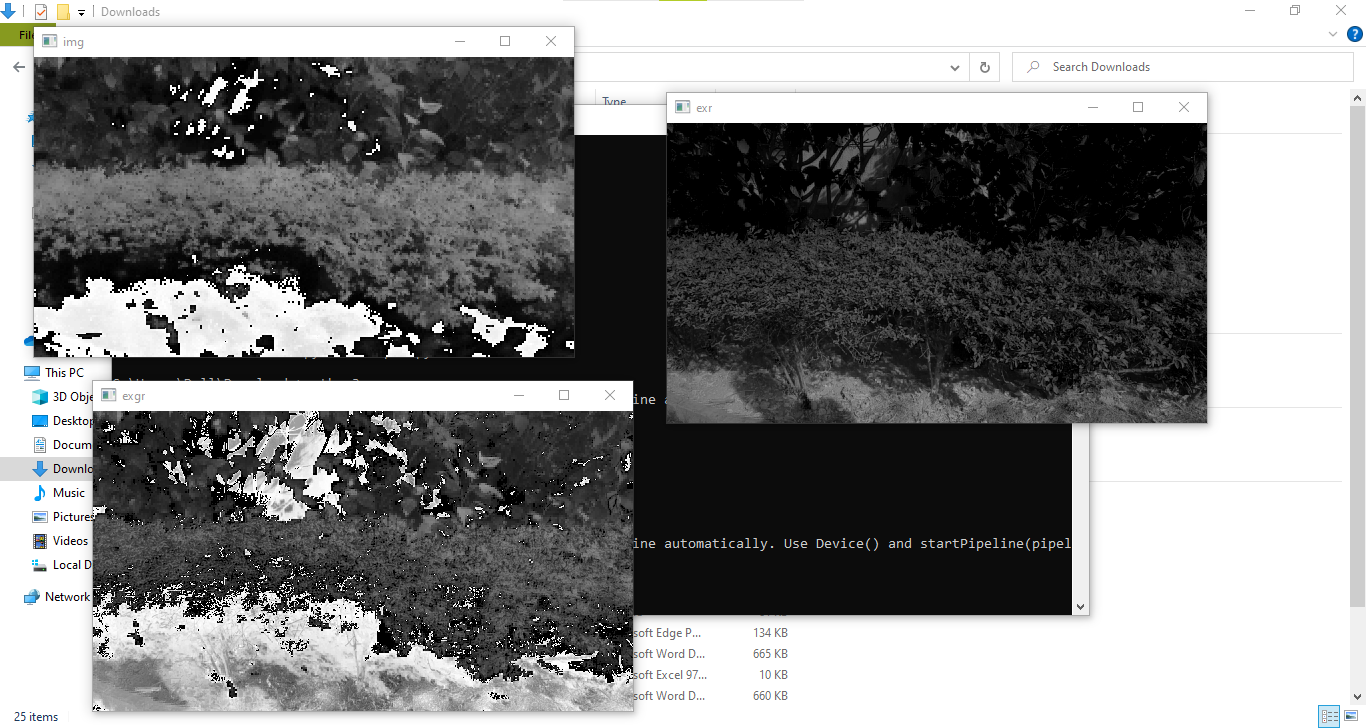 Downloads
Fil
img
Search Downloads
Type
exr
This PC
3D Obje
Desktop
Docum
Downlo
Music
Pictures
Videos
Local D
Network
exgr
ine a
ine automatically. Use Device() and startPipeline(pipel
soft Edge P... 134 KB
soft Word D... 665 KB
soft Excel 97... 10 KB
soft Word D... 660 KB
25 items